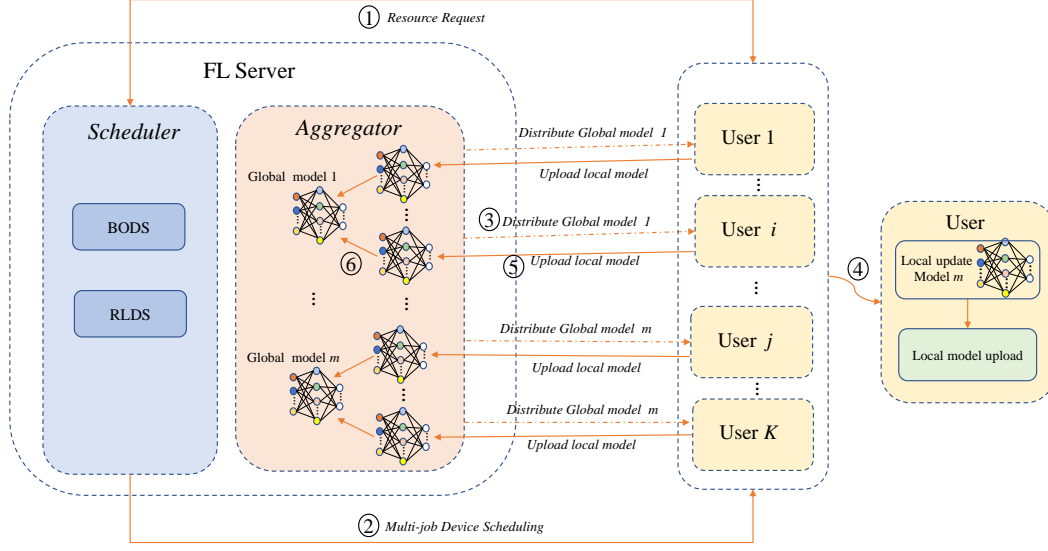 ① Resource Request
FL Server
Scheduler
BODS
RLDS
Aggregator
Global model 1
⑥
...
Global model m
Distribute Global model 1
Upload local model
③ Distribute Global model 1
⑤ Upload local model
Distribute Global model m
Upload local model
Distribute Global model m
Upload local model
User 1
...
User i
...
User j
...
User K
④
User
Local update
Model m
Local model upload
② Multi-job Device Scheduling